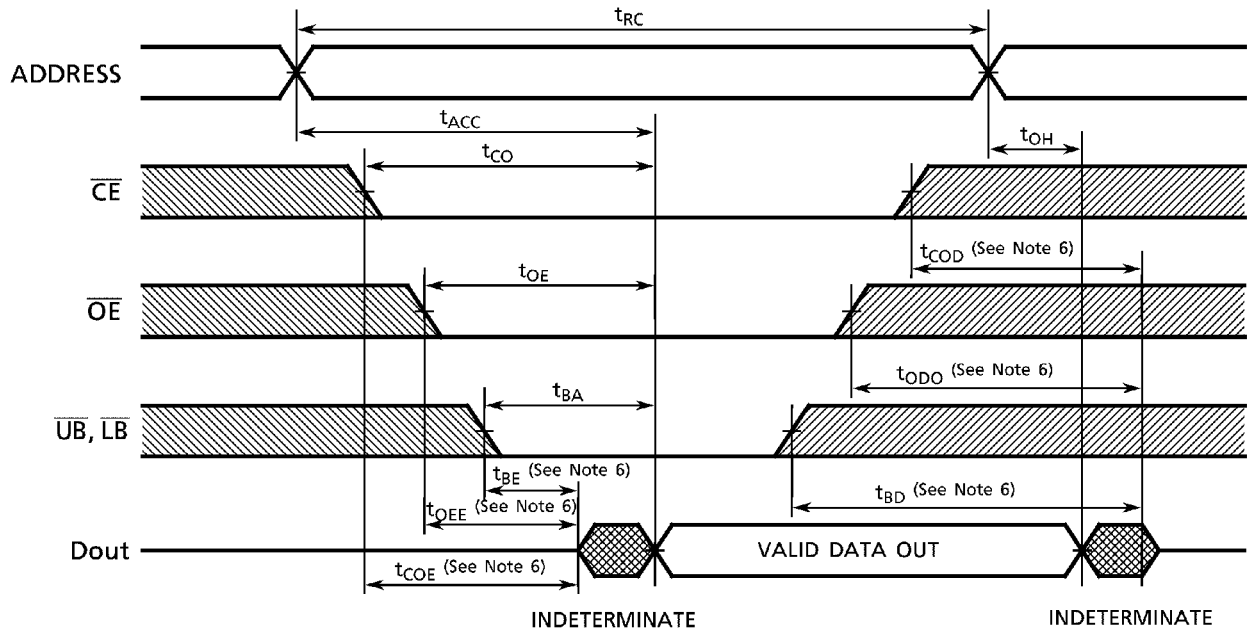 tRC
ADDRESS
tACC
tOH
tCO
CE
tCOD (See Note 6)
tOE
OE
tODO (See Note 6)
tBA
UB, LB
tBE (See Note 6)
tBD (See Note 6)
tOEE (See Note 6)
Dout
VALID DATA OUT
tCOE (See Note 6)
INDETERMINATE
INDETERMINATE